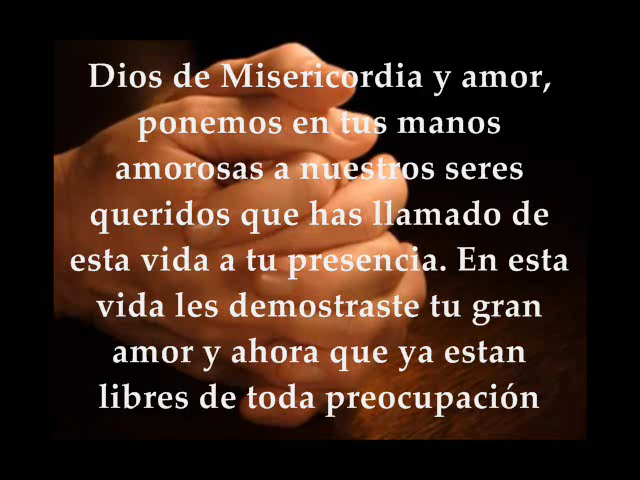 Dios de Misericordia y amor,
ponemos en tus manos
amorosas a nuestros seres
queridos que has llamado de
esta vida a tu presencia. En esta
vida les demostraste tu gran
amor y ahora que ya estan
libres de toda preocupación